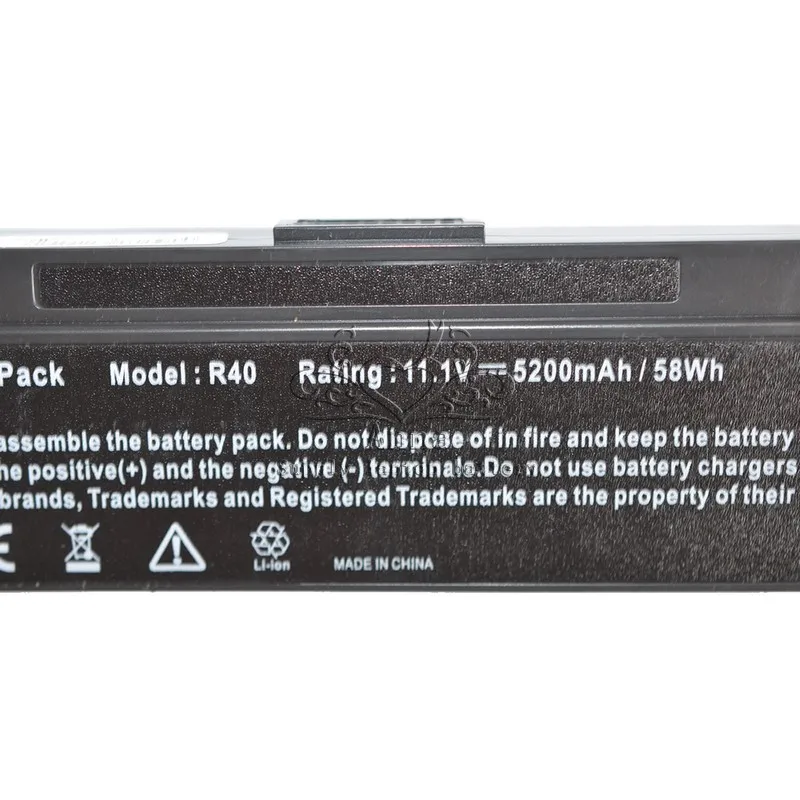 Pack Model : R40 Rating : 11.1V ⎓ 5200mAh / 58Wh
assemble the battery pack. Do not dispose of in fire and keep the battery
he positive(+) and the negative (-) terminals. Do not use battery chargers,
brands, Trademarks and Registered Trademarks are the property of their
CE
Li-ion MADE IN CHINA